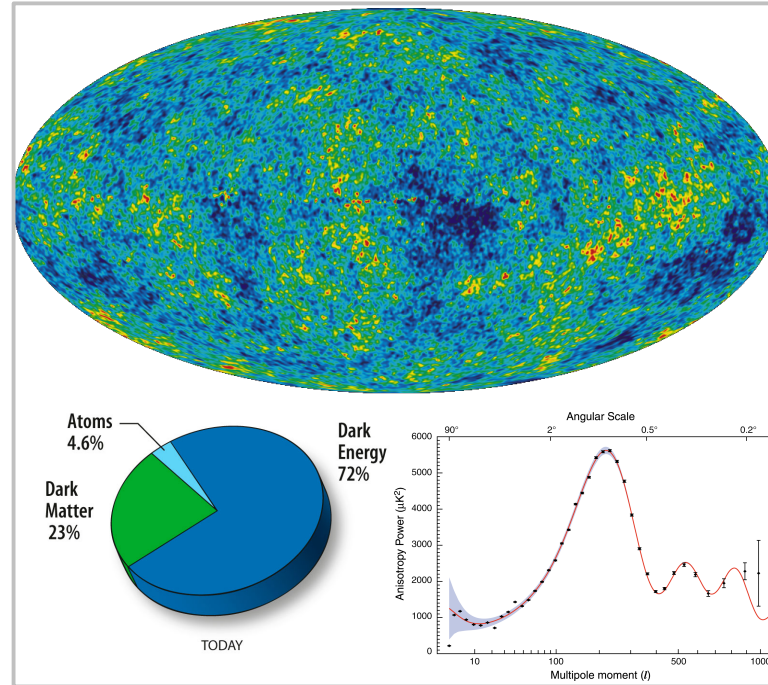 Atoms
4.6%
Dark
Energy
72%
Dark
Matter
23%
TODAY
Angular Scale
90° 2° 0.5° 0.2°
6000
5000
4000
3000
2000
1000
0
Anisotropy Power (μK²)
10 100 500 1000
Multipole moment (l)